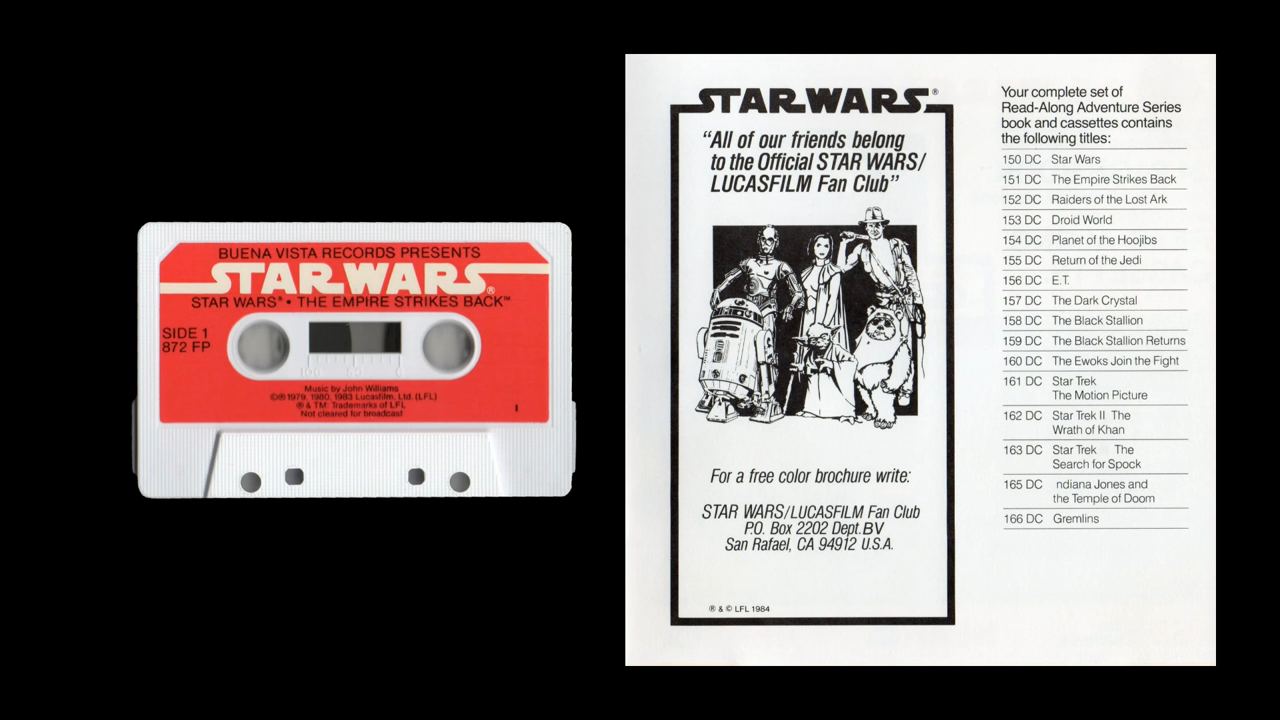 BUENA VISTA RECORDS PRESENTS
STAR WARS®
STAR WARS® • THE EMPIRE STRIKES BACK™
SIDE 1
872 FP
100 50 0
Music by John Williams
©℗1979, 1980, 1983 Lucasfilm, Ltd. (LFL)
® & TM: Trademarks of LFL
Not cleared for broadcast
1
STAR WARS®
“All of our friends belong
to the Official STAR WARS/
LUCASFILM Fan Club”
For a free color brochure write:
STAR WARS/LUCASFILM Fan Club
P.O. Box 2202 Dept.BV
San Rafael, CA 94912 U.S.A.
® & © LFL 1984
Your complete set of
Read-Along Adventure Series
book and cassettes contains
the following titles:
150 DC Star Wars
151 DC The Empire Strikes Back
152 DC Raiders of the Lost Ark
153 DC Droid World
154 DC Planet of the Hoojibs
155 DC Return of the Jedi
156 DC E.T.
157 DC The Dark Crystal
158 DC The Black Stallion
159 DC The Black Stallion Returns
160 DC The Ewoks Join the Fight
161 DC Star Trek
The Motion Picture
162 DC Star Trek II The
Wrath of Khan
163 DC Star Trek The
Search for Spock
165 DC ndiana Jones and
the Temple of Doom
166 DC Gremlins